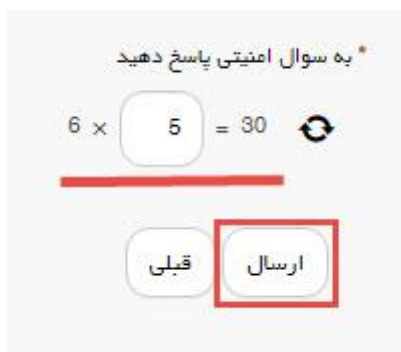 * به سوال امنیتی پاسخ دهید
6 × 5 = 30
ارسال قبلی